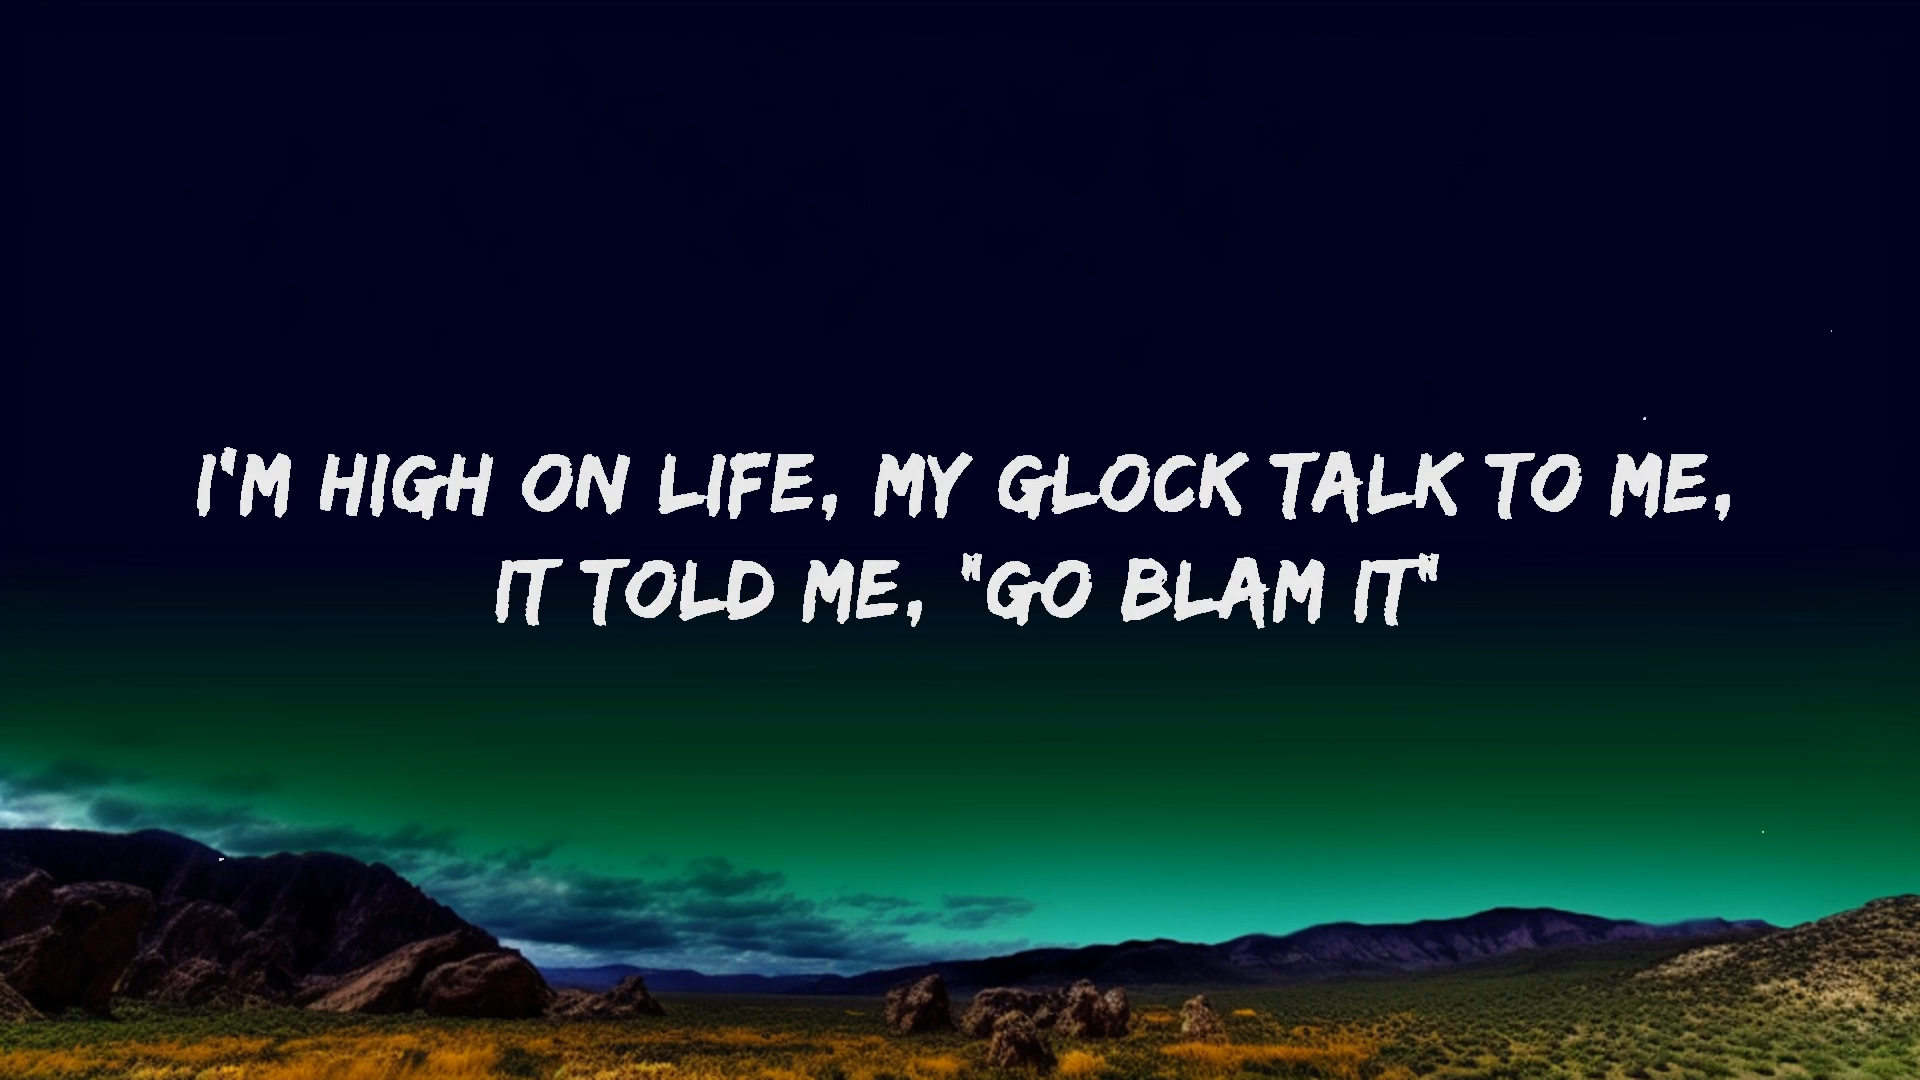 I'M HIGH ON LIFE, MY GLOCK TALK TO ME,
IT TOLD ME, "GO BLAM IT"